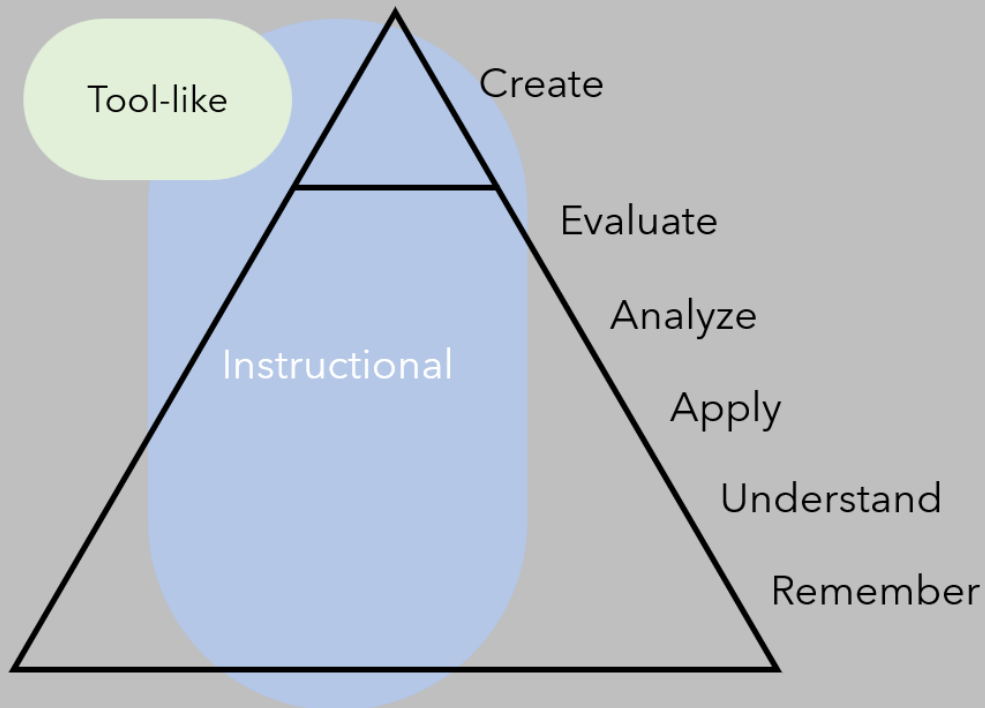 Tool-like
Create
Evaluate
Analyze
Instructional
Apply
Understand
Remember